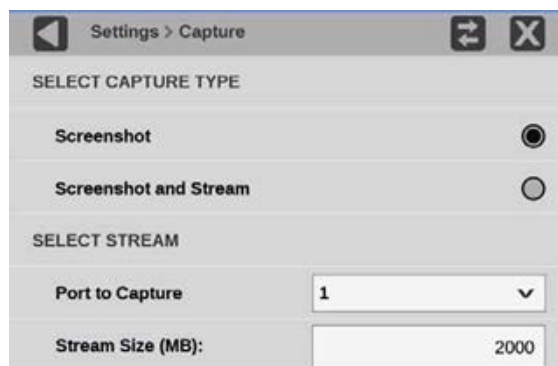 Settings > Capture
SELECT CAPTURE TYPE
Screenshot
Screenshot and Stream
SELECT STREAM
Port to Capture 1
Stream Size (MB): 2000